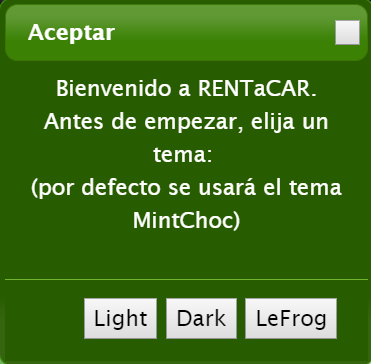 Aceptar
Bienvenido a RENTaCAR.
Antes de empezar, elija un
tema:
(por defecto se usará el tema
MintChoc)
Light Dark LeFrog